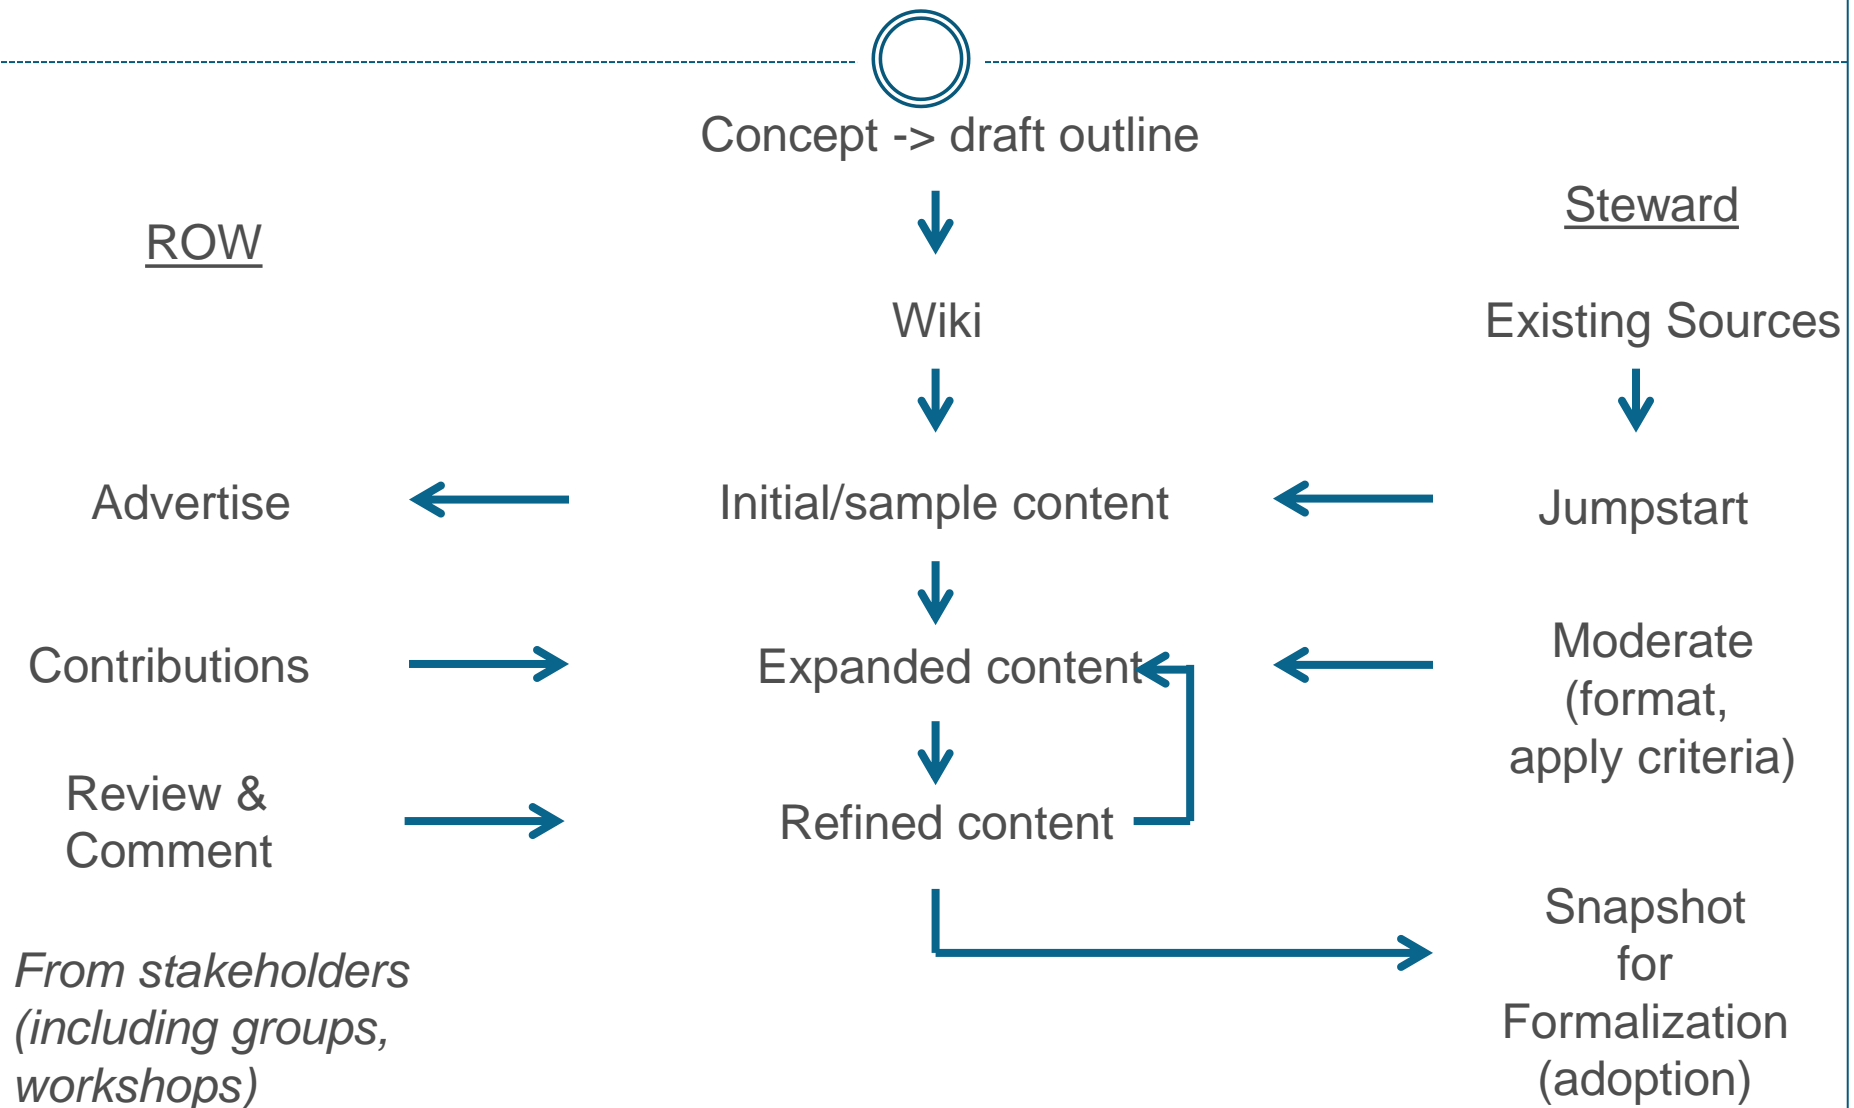 Concept -> draft outline
ROW
Steward
Wiki
Existing Sources
Advertise
Initial/sample content
Jumpstart
Contributions
Expanded content
Moderate
(format,
apply criteria)
Review &
Comment
Refined content
Snapshot
for
Formalization
(adoption)
From stakeholders
(including groups,
workshops)